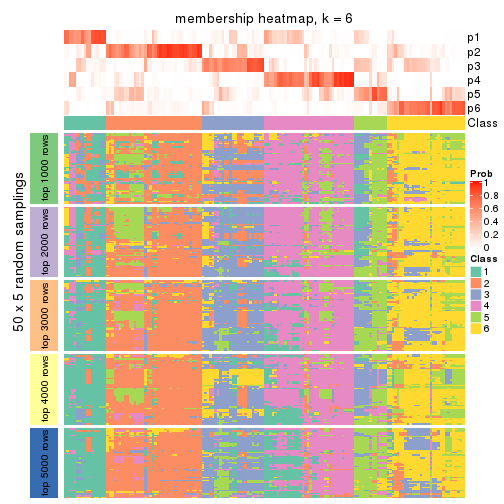 membership heatmap, k = 6
p1
p2
p3
p4
p5
p6
Class
50 x 5 random samplings
top 1000 rows
top 2000 rows
top 3000 rows
top 4000 rows
top 5000 rows
Prob
1
0.8
0.6
0.4
0.2
0
Class
1
2
3
4
5
6